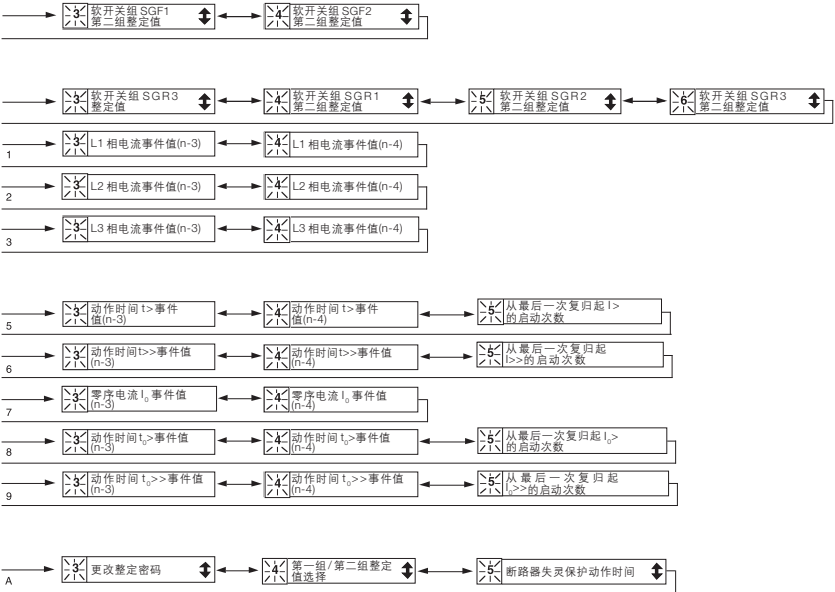 3 软开关组 SGF1
第二组整定值
4 软开关组 SGF2
第二组整定值
3 软开关组 SGR3
整定值
4 软开关组 SGR1
第二组整定值
5 软开关组 SGR2
第二组整定值
6 软开关组 SGR3
第二组整定值
1
3 L1 相电流事件值(n-3)
4 L1 相电流事件值(n-4)
2
3 L2 相电流事件值(n-3)
4 L2 相电流事件值(n-4)
3
3 L3 相电流事件值(n-3)
4 L3 相电流事件值(n-4)
5
3 动作时间 t>事件
值(n-3)
4 动作时间 t>事件
值(n-4)
5 从最后一次复归起 I>
的启动次数
6
3 动作时间t>>事件值
(n-3)
4 动作时间t>>事件值
(n-4)
5 从最后一次复归起
I>>的启动次数
7
3 零序电流 I₀ 事件值
(n-3)
4 零序电流 I₀ 事件值
(n-4)
8
3 动作时间 t₀>事件值
(n-3)
4 动作时间 t₀>事件值
(n-4)
5 从最后一次复归起 I₀>
的启动次数
9
3 动作时间 t₀>>事件值
(n-3)
4 动作时间 t₀>>事件值
(n-4)
5 从最后一次复归起
I₀>>的启动次数
A
3 更改整定密码
4 第一组/第二组整定
值选择
5 断路器失灵保护动作时间